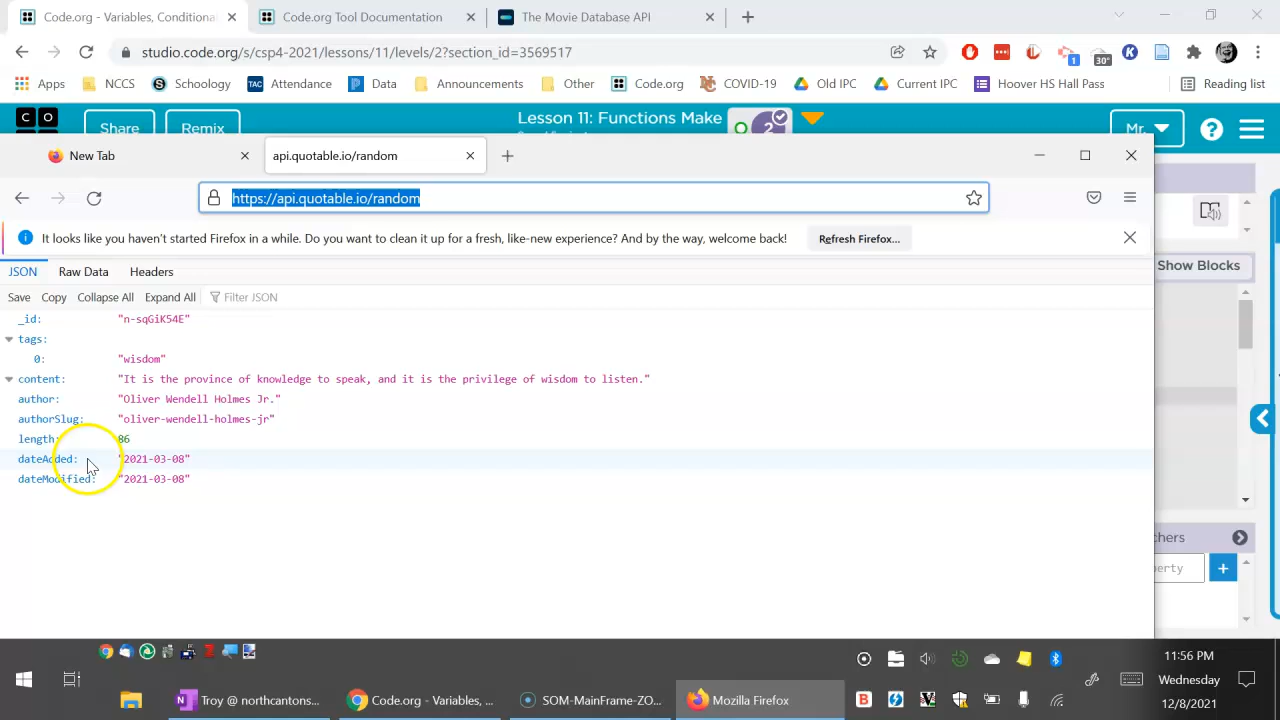 Code.org - Variables, Conditiona
Code.org Tool Documentation
The Movie Database API
studio.code.org/s/csp4-2021/lessons/11/levels/2?section_id=3569517
1
30°
K
Apps
NCCS
S Schoology
TAC Attendance
P Data
Announcements
Other
Code.org
COVID-19
Old IPC
Current IPC
Hoover HS Hall Pass
Reading list
C O
Share
Remix
Lesson 11: Functions Make
2
Mr.
?
New Tab
api.quotable.io/random
https://api.quotable.io/random
It looks like you haven't started Firefox in a while. Do you want to clean it up for a fresh, like-new experience? And by the way, welcome back!
Refresh Firefox...
JSON
Raw Data
Headers
Save
Copy
Collapse All
Expand All
Filter JSON
Show Blocks
_id: "n-sqGiK54E"
tags:
0: "wisdom"
content: "It is the province of knowledge to speak, and it is the privilege of wisdom to listen."
author: "Oliver Wendell Holmes Jr."
authorSlug: "oliver-wendell-holmes-jr"
length: 86
dateAdded: "2021-03-08"
dateModified: "2021-03-08"
chers
perty
+
11:56 PM
Wednesday
12/8/2021
Troy @ northcantons...
Code.org - Variables, ...
SOM-MainFrame-ZO...
Mozilla Firefox